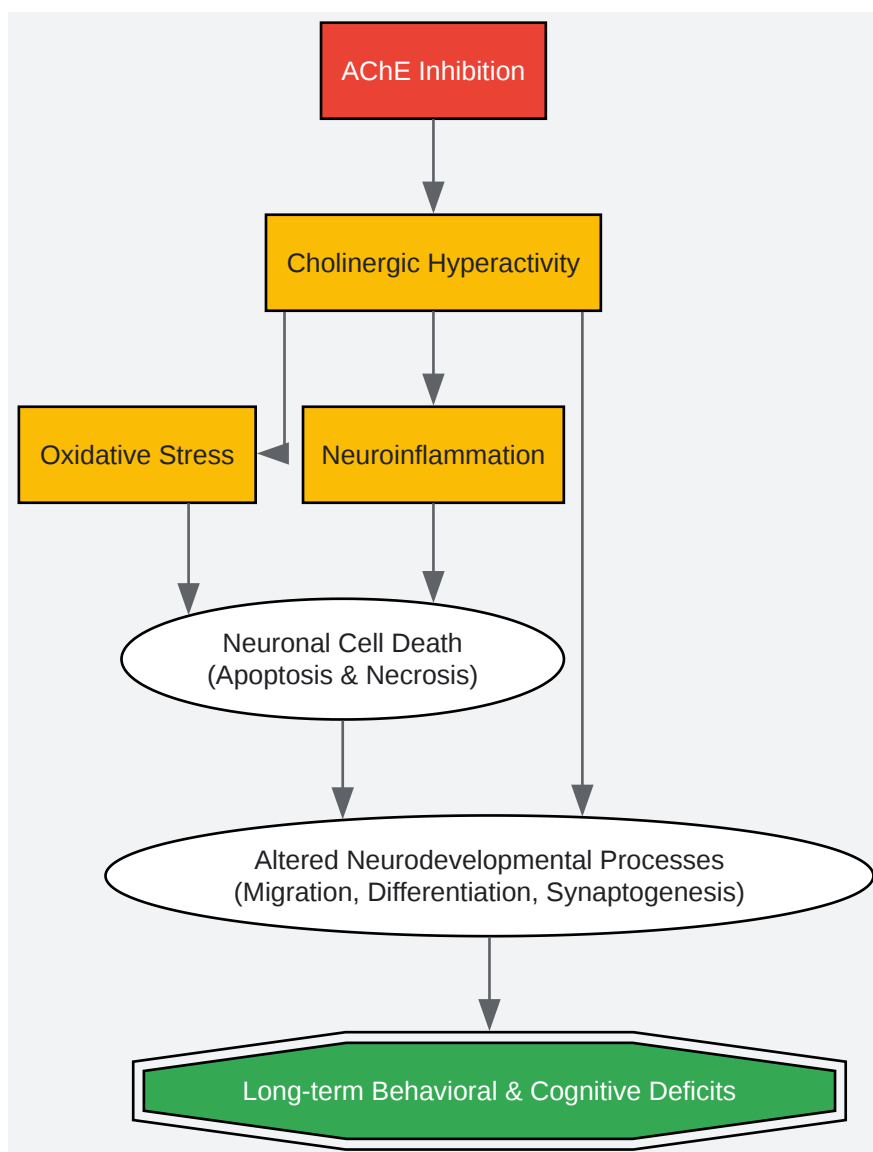 AChE Inhibition
Cholinergic Hyperactivity
Oxidative Stress
Neuroinflammation
Neuronal Cell Death
(Apoptosis & Necrosis)
Altered Neurodevelopmental Processes
(Migration, Differentiation, Synaptogenesis)
Long-term Behavioral & Cognitive Deficits